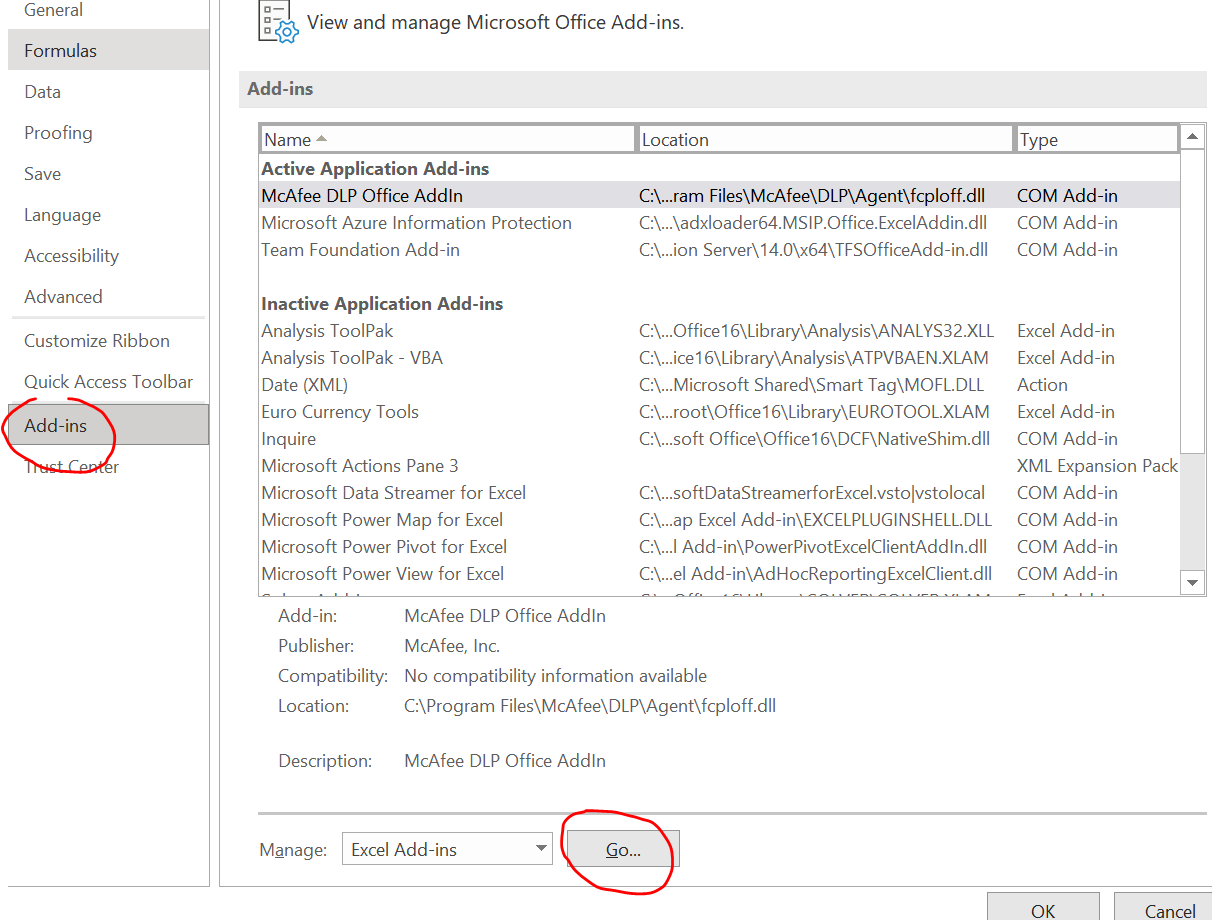 General
Formulas
Data
Proofing
Save
Language
Accessibility
Advanced
Customize Ribbon
Quick Access Toolbar
Add-ins
Trust Center
View and manage Microsoft Office Add-ins.
Add-ins
Name Location Type
Active Application Add-ins
McAfee DLP Office AddIn C:\...ram Files\McAfee\DLP\Agent\fcploff.dll COM Add-in
Microsoft Azure Information Protection C:\...\adxloader64.MSIP.Office.ExcelAddin.dll COM Add-in
Team Foundation Add-in C:\...ion Server\14.0\x64\TFSOfficeAdd-in.dll COM Add-in
Inactive Application Add-ins
Analysis ToolPak C:\...Office16\Library\Analysis\ANALYS32.XLL Excel Add-in
Analysis ToolPak - VBA C:\...ice16\Library\Analysis\ATPVBAEN.XLAM Excel Add-in
Date (XML) C:\...Microsoft Shared\Smart Tag\MOFL.DLL Action
Euro Currency Tools C:\...root\Office16\Library\EUROTOOL.XLAM Excel Add-in
Inquire C:\...soft Office\Office16\DCF\NativeShim.dll COM Add-in
Microsoft Actions Pane 3 XML Expansion Pack
Microsoft Data Streamer for Excel C:\...softDataStreamerforExcel.vsto|vstolocal COM Add-in
Microsoft Power Map for Excel C:\...ap Excel Add-in\EXCELPLUGINSHELL.DLL COM Add-in
Microsoft Power Pivot for Excel C:\...l Add-in\PowerPivotExcelClientAddIn.dll COM Add-in
Microsoft Power View for Excel C:\...el Add-in\AdHocReportingExcelClient.dll COM Add-in
Add-in: McAfee DLP Office AddIn
Publisher: McAfee, Inc.
Compatibility: No compatibility information available
Location: C:\Program Files\McAfee\DLP\Agent\fcploff.dll
Description: McAfee DLP Office AddIn
Manage: Excel Add-ins Go...
OK Cancel